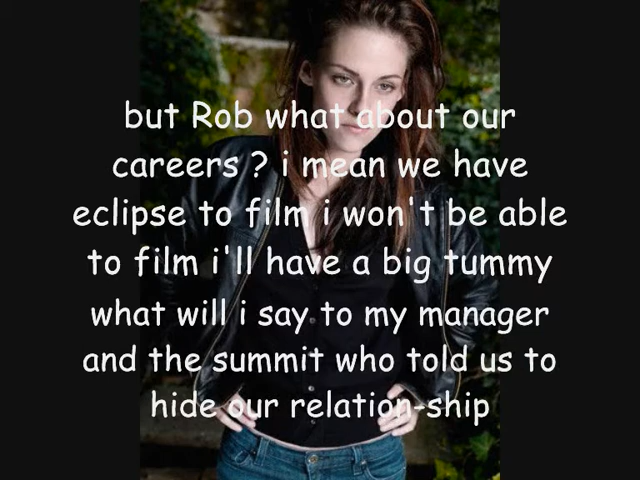 but Rob what about our
careers ? i mean we have
eclipse to film i won't be able
to film i'll have a big tummy
what will i say to my manager
and the summit who told us to
hide our relation-ship